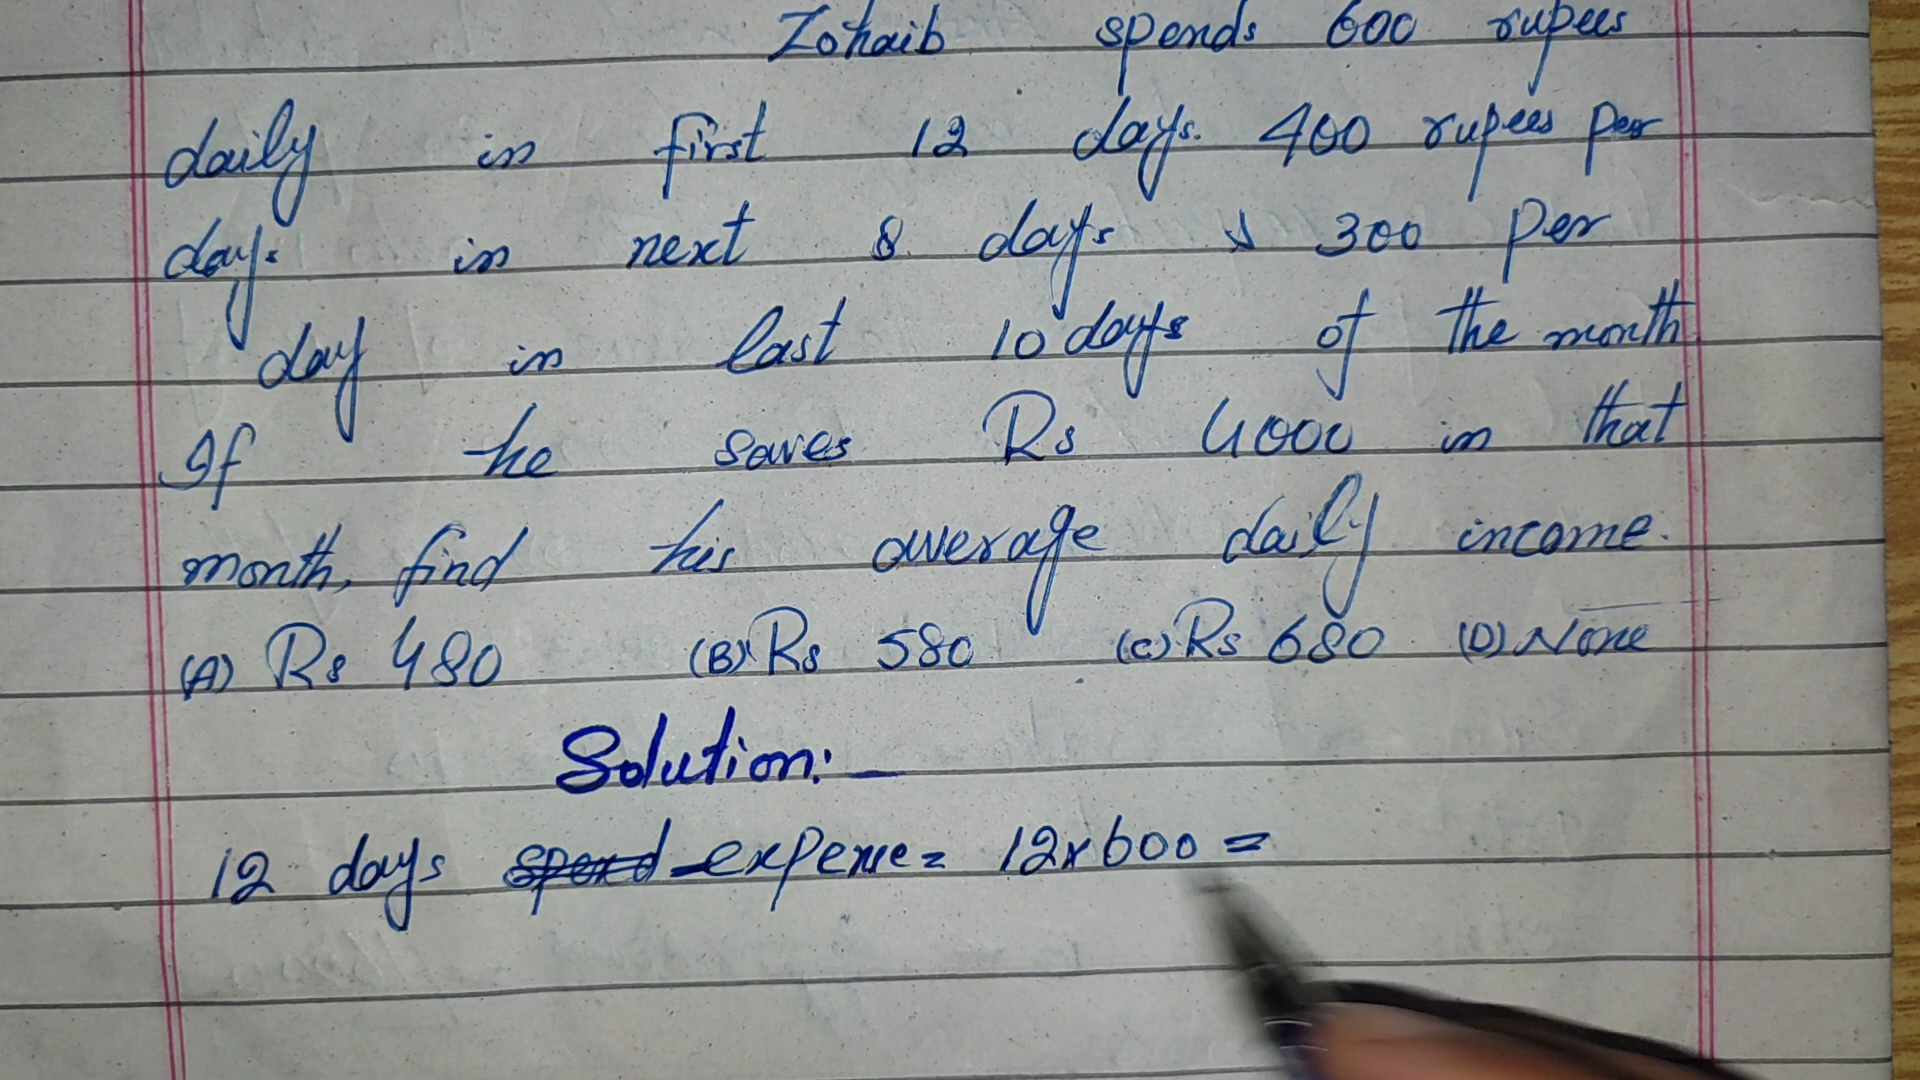 Zohaib spends 600 rupees
daily in first 12 days. 400 rupees per
day. in next 8 days & 300 per
day in last 10 days of the month.
If he saves Rs 4000 in that
month, find his average daily income.
(A) Rs 480 (B) Rs 580 (C) Rs 680 (D) None
Solution:-
12 days spend expense = 12x600 =